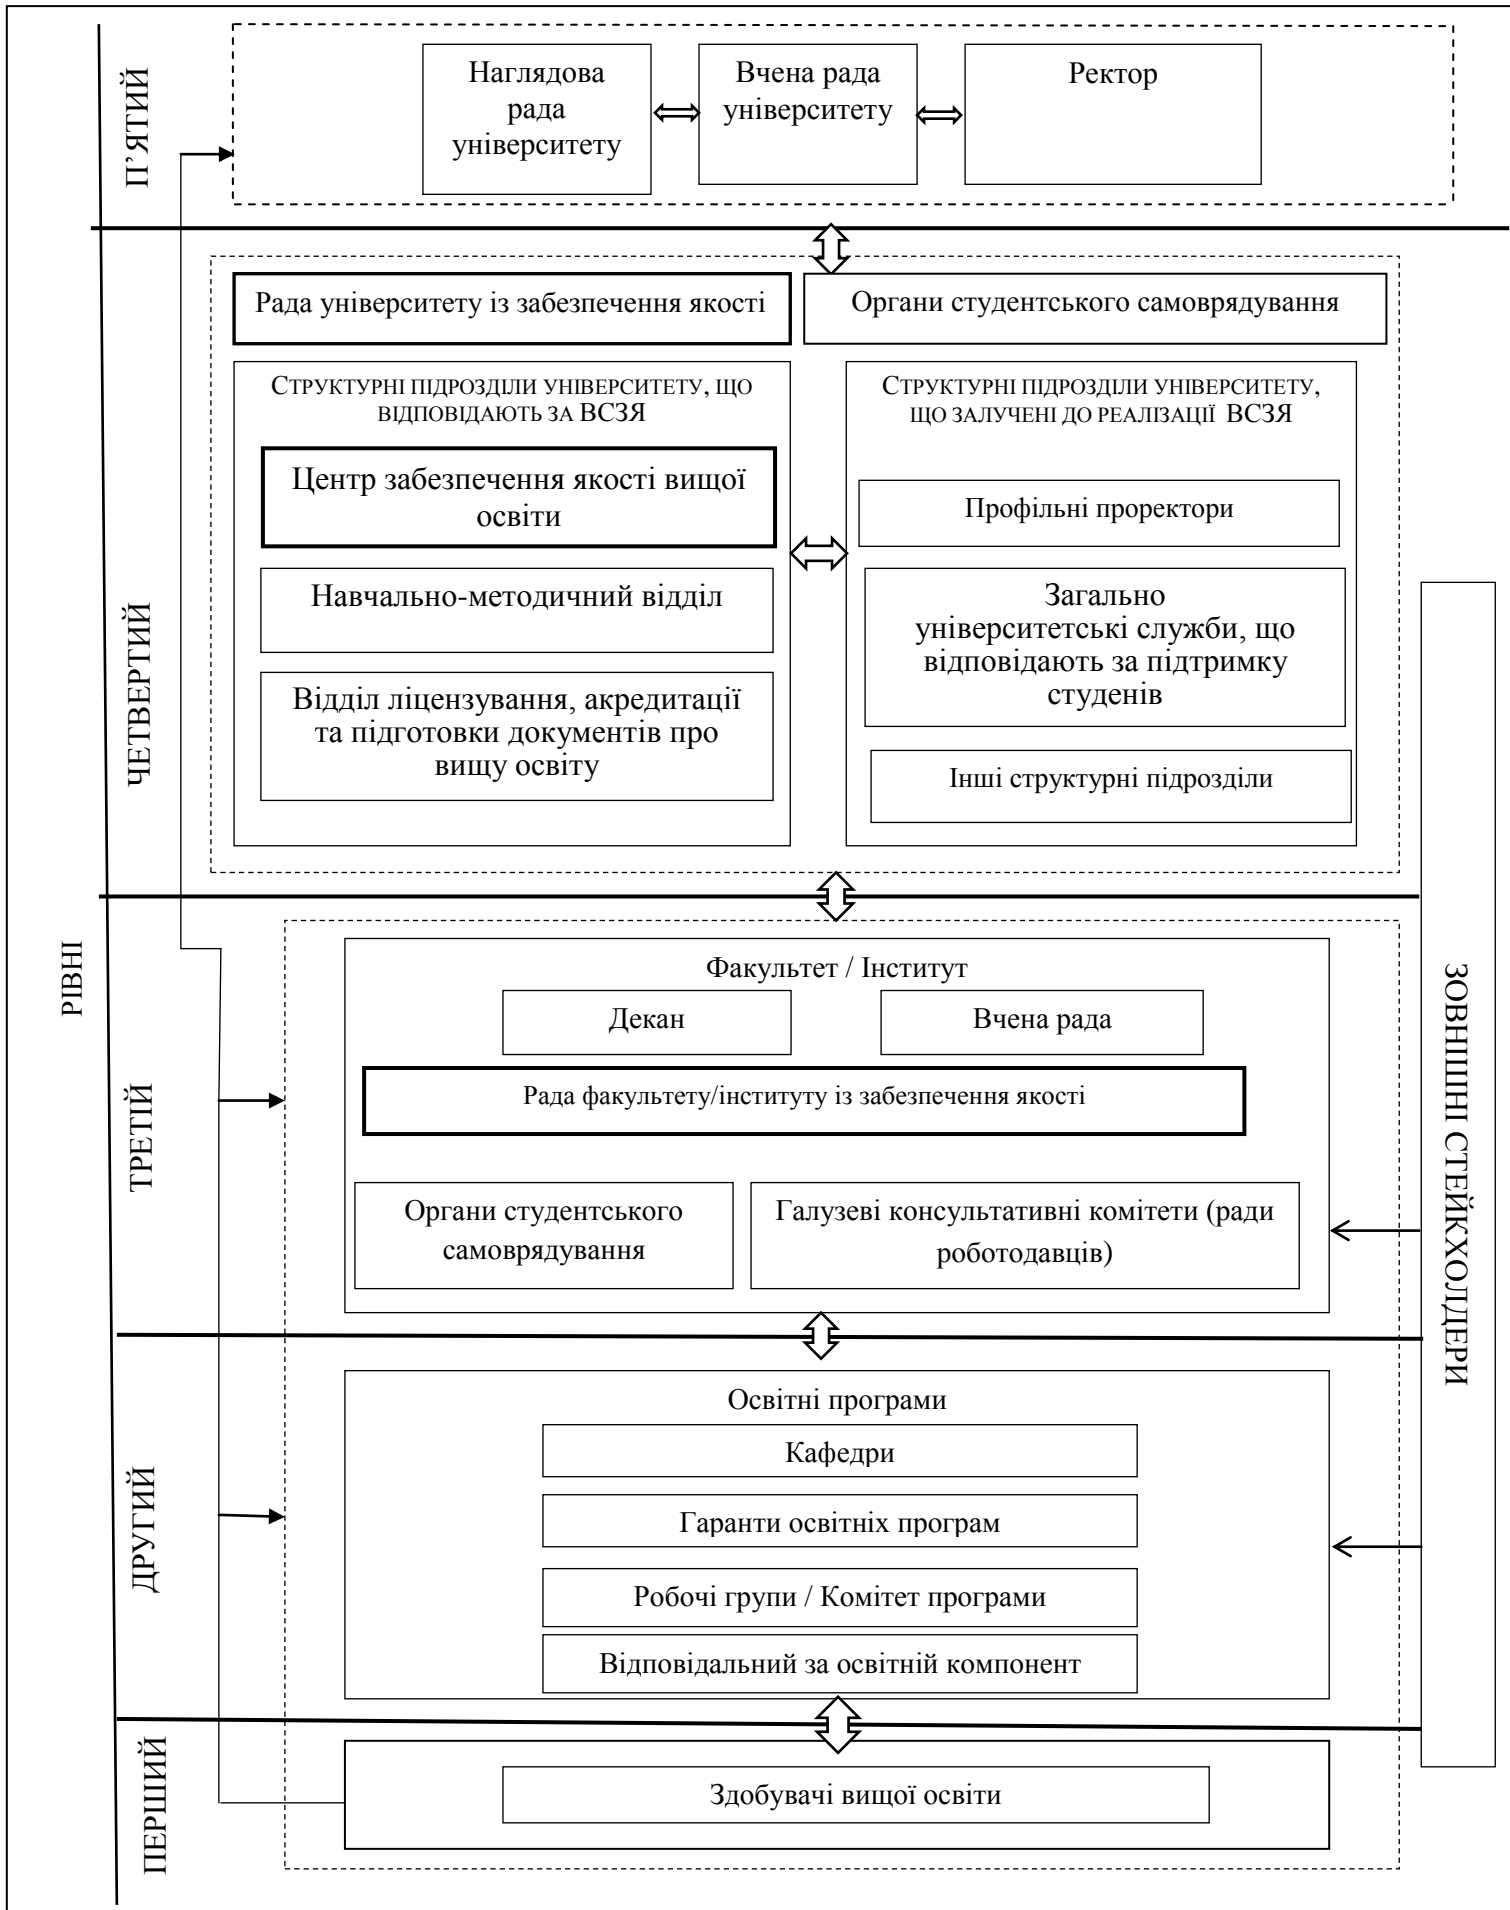 РІВНІ
П’ЯТИЙ
Наглядова
рада
університету
Вчена рада
університету
Ректор
ЧЕТВЕРТИЙ
Рада університету із забезпечення якості
Органи студентського самоврядування
СТРУКТУРНІ ПІДРОЗДІЛИ УНІВЕРСИТЕТУ, ЩО
ВІДПОВІДАЮТЬ ЗА ВСЗЯ
Центр забезпечення якості вищої
освіти
Навчально-методичний відділ
Відділ ліцензування, акредитації
та підготовки документів про
вищу освіту
СТРУКТУРНІ ПІДРОЗДІЛИ УНІВЕРСИТЕТУ,
ЩО ЗАЛУЧЕНІ ДО РЕАЛІЗАЦІЇ ВСЗЯ
Профільні проректори
Загально
університетські служби, що
відповідають за підтримку
студенів
Інші структурні підрозділи
ЗОВНІШНІ СТЕЙКХОЛДЕРИ
ТРЕТІЙ
Факультет / Інститут
Декан
Вчена рада
Рада факультету/інституту із забезпечення якості
Органи студентського
самоврядування
Галузеві консультативні комітети (ради
роботодавців)
ДРУГИЙ
Освітні програми
Кафедри
Гаранти освітніх програм
Робочі групи / Комітет програми
Відповідальний за освітній компонент
ПЕРШИЙ
Здобувачі вищої освіти